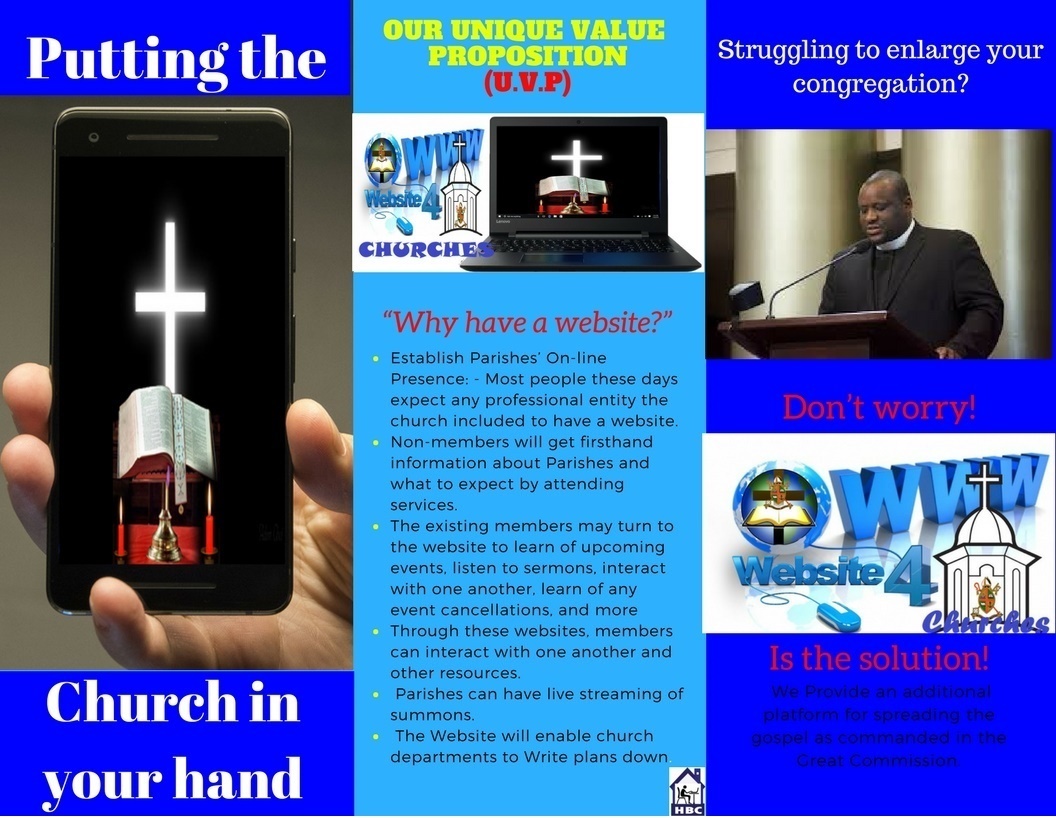 Putting the
Church in
your hand
OUR UNIQUE VALUE
PROPOSITION
(U.V.P)
WWW
Website 4
CHURCHES
Lenovo
“Why have a website?”
Establish Parishes’ On-line
Presence: - Most people these days
expect any professional entity the
church included to have a website.
Non-members will get firsthand
information about Parishes and
what to expect by attending
services.
The existing members may turn to
the website to learn of upcoming
events, listen to sermons, interact
with one another, learn of any
event cancellations, and more
Through these websites, members
can interact with one another and
other resources.
Parishes can have live streaming of
summons.
The Website will enable church
departments to Write plans down.
HBC
Struggling to enlarge your
congregation?
Don’t worry!
WWW
Website 4
Churches
Is the solution!
We Provide an additional
platform for spreading the
gospel as commanded in the
Great Commission.